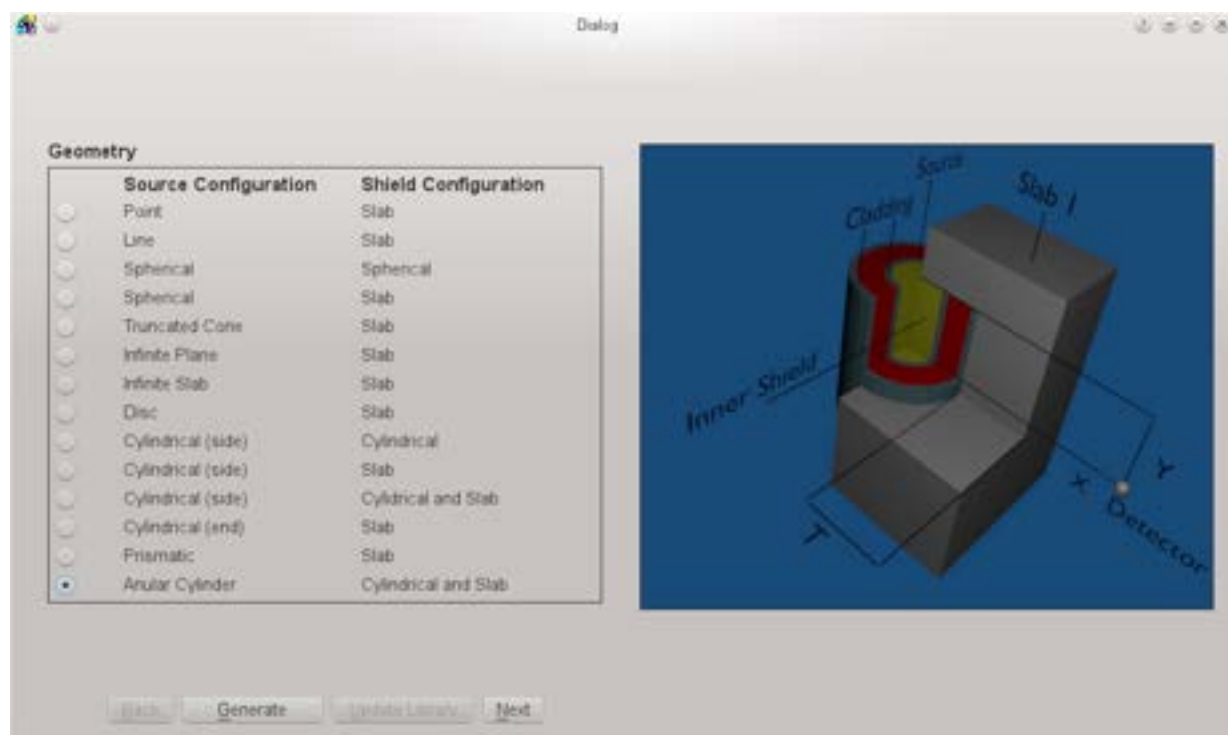 Dialog
Geometry
Source Configuration Shield Configuration
Point Slab
Line Slab
Spherical Spherical
Spherical Slab
Truncated Cone Slab
Infinite Plane Slab
Infinite Slab Slab
Disc Slab
Cylindrical (side) Cylindrical
Cylindrical (side) Slab
Cylindrical (side) Cylidrical and Slab
Cylindrical (end) Slab
Prismatic Slab
Anular Cylinder Cylindrical and Slab
Source
Slab 1
Cladding
Inner Shield
Y
X
Detector
T
Back Generate Update Library Next